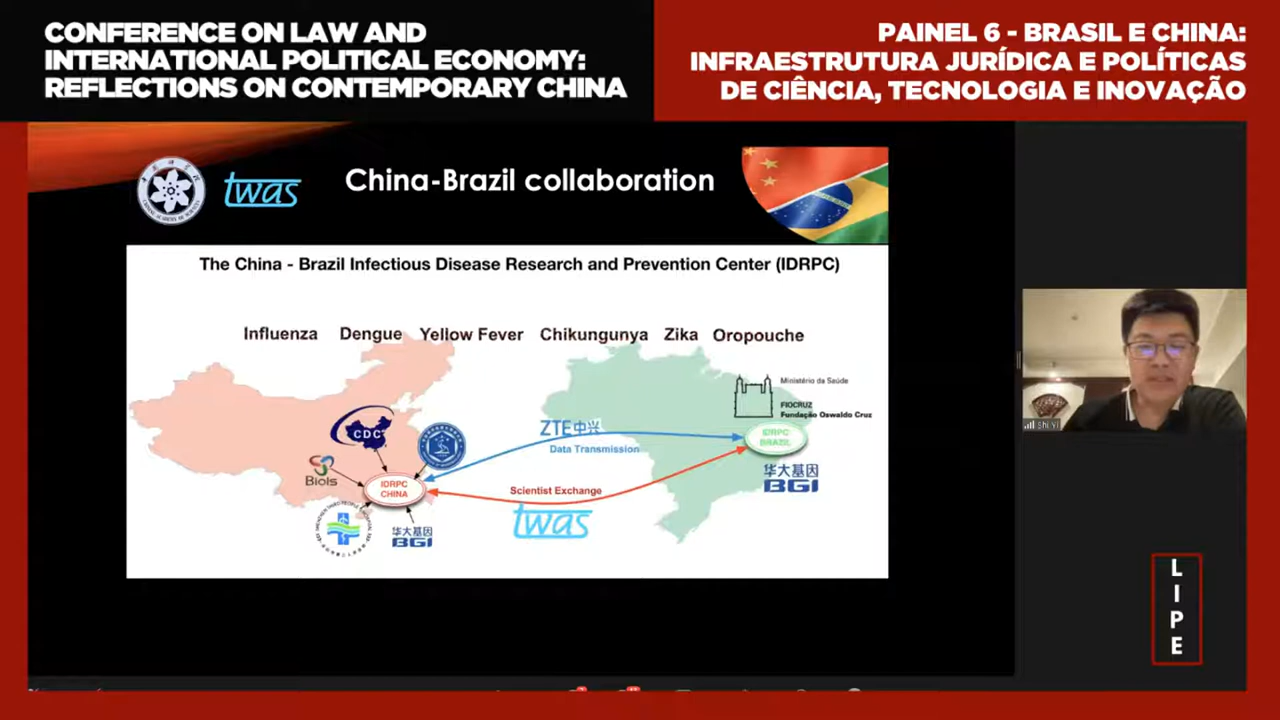 CONFERENCE ON LAW AND
INTERNATIONAL POLITICAL ECONOMY:
REFLECTIONS ON CONTEMPORARY CHINA
PAINEL 6 - BRASIL E CHINA:
INFRAESTRUTURA JURÍDICA E POLÍTICAS
DE CIÊNCIA, TECNOLOGIA E INOVAÇÃO
twas
China-Brazil collaboration
The China - Brazil Infectious Disease Research and Prevention Center (IDRPC)
Influenza Dengue Yellow Fever Chikungunya Zika Oropouche
Ministério da Saúde
FIOCRUZ
Fundação Oswaldo Cruz
CDC
ZTE中兴
Data Transmission
IDRPC
BRAZIL
BioIs
IDRPC
CHINA
Scientist Exchange
twas
华大基因
BGI
华大基因
BGI
shi yi
L
I
P
E